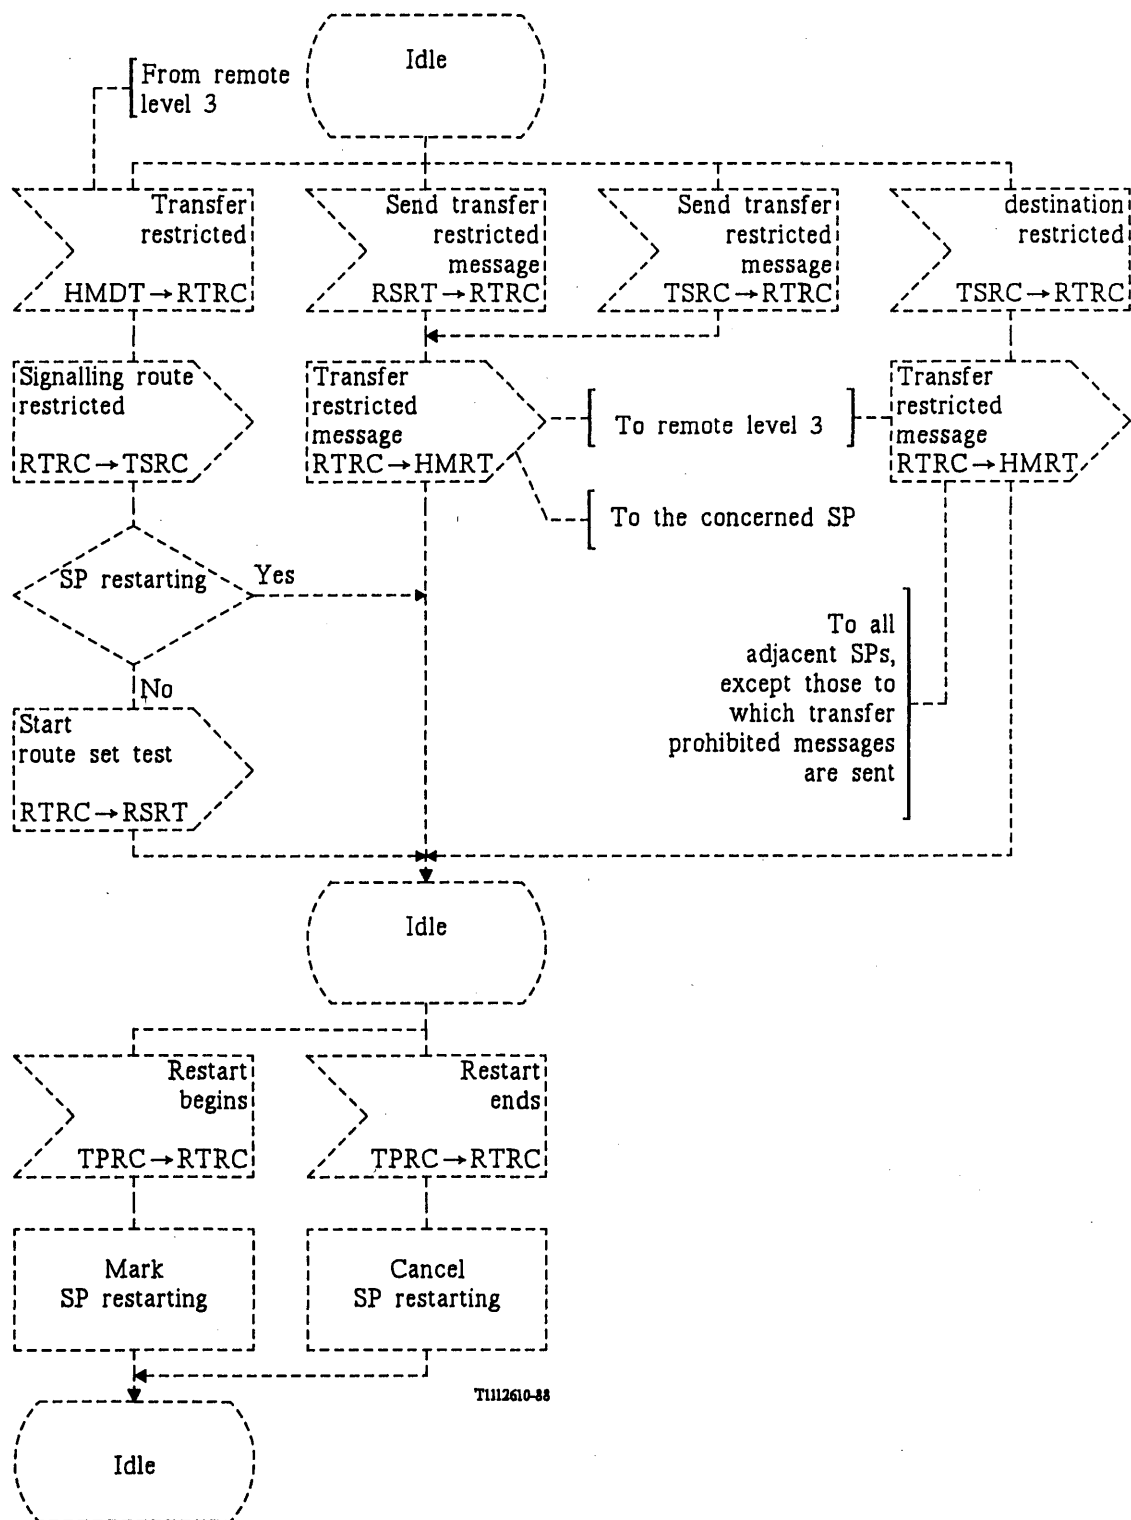 Idle
From remote
level 3
Transfer
restricted
HMDT→RTRC
Send transfer
restricted
message
RSRT→RTRC
Send transfer
restricted
message
TSRC→RTRC
destination
restricted
TSRC→RTRC
Signalling route
restricted
RTRC→TSRC
Transfer
restricted
message
RTRC→HMRT
To remote level 3
Transfer
restricted
message
RTRC→HMRT
To the concerned SP
SP restarting
Yes
No
To all
adjacent SPs,
except those to
which transfer
prohibited messages
are sent
Start
route set test
RTRC→RSRT
Idle
Restart
begins
TPRC→RTRC
Restart
ends
TPRC→RTRC
Mark
SP restarting
Cancel
SP restarting
T1112610-88
Idle